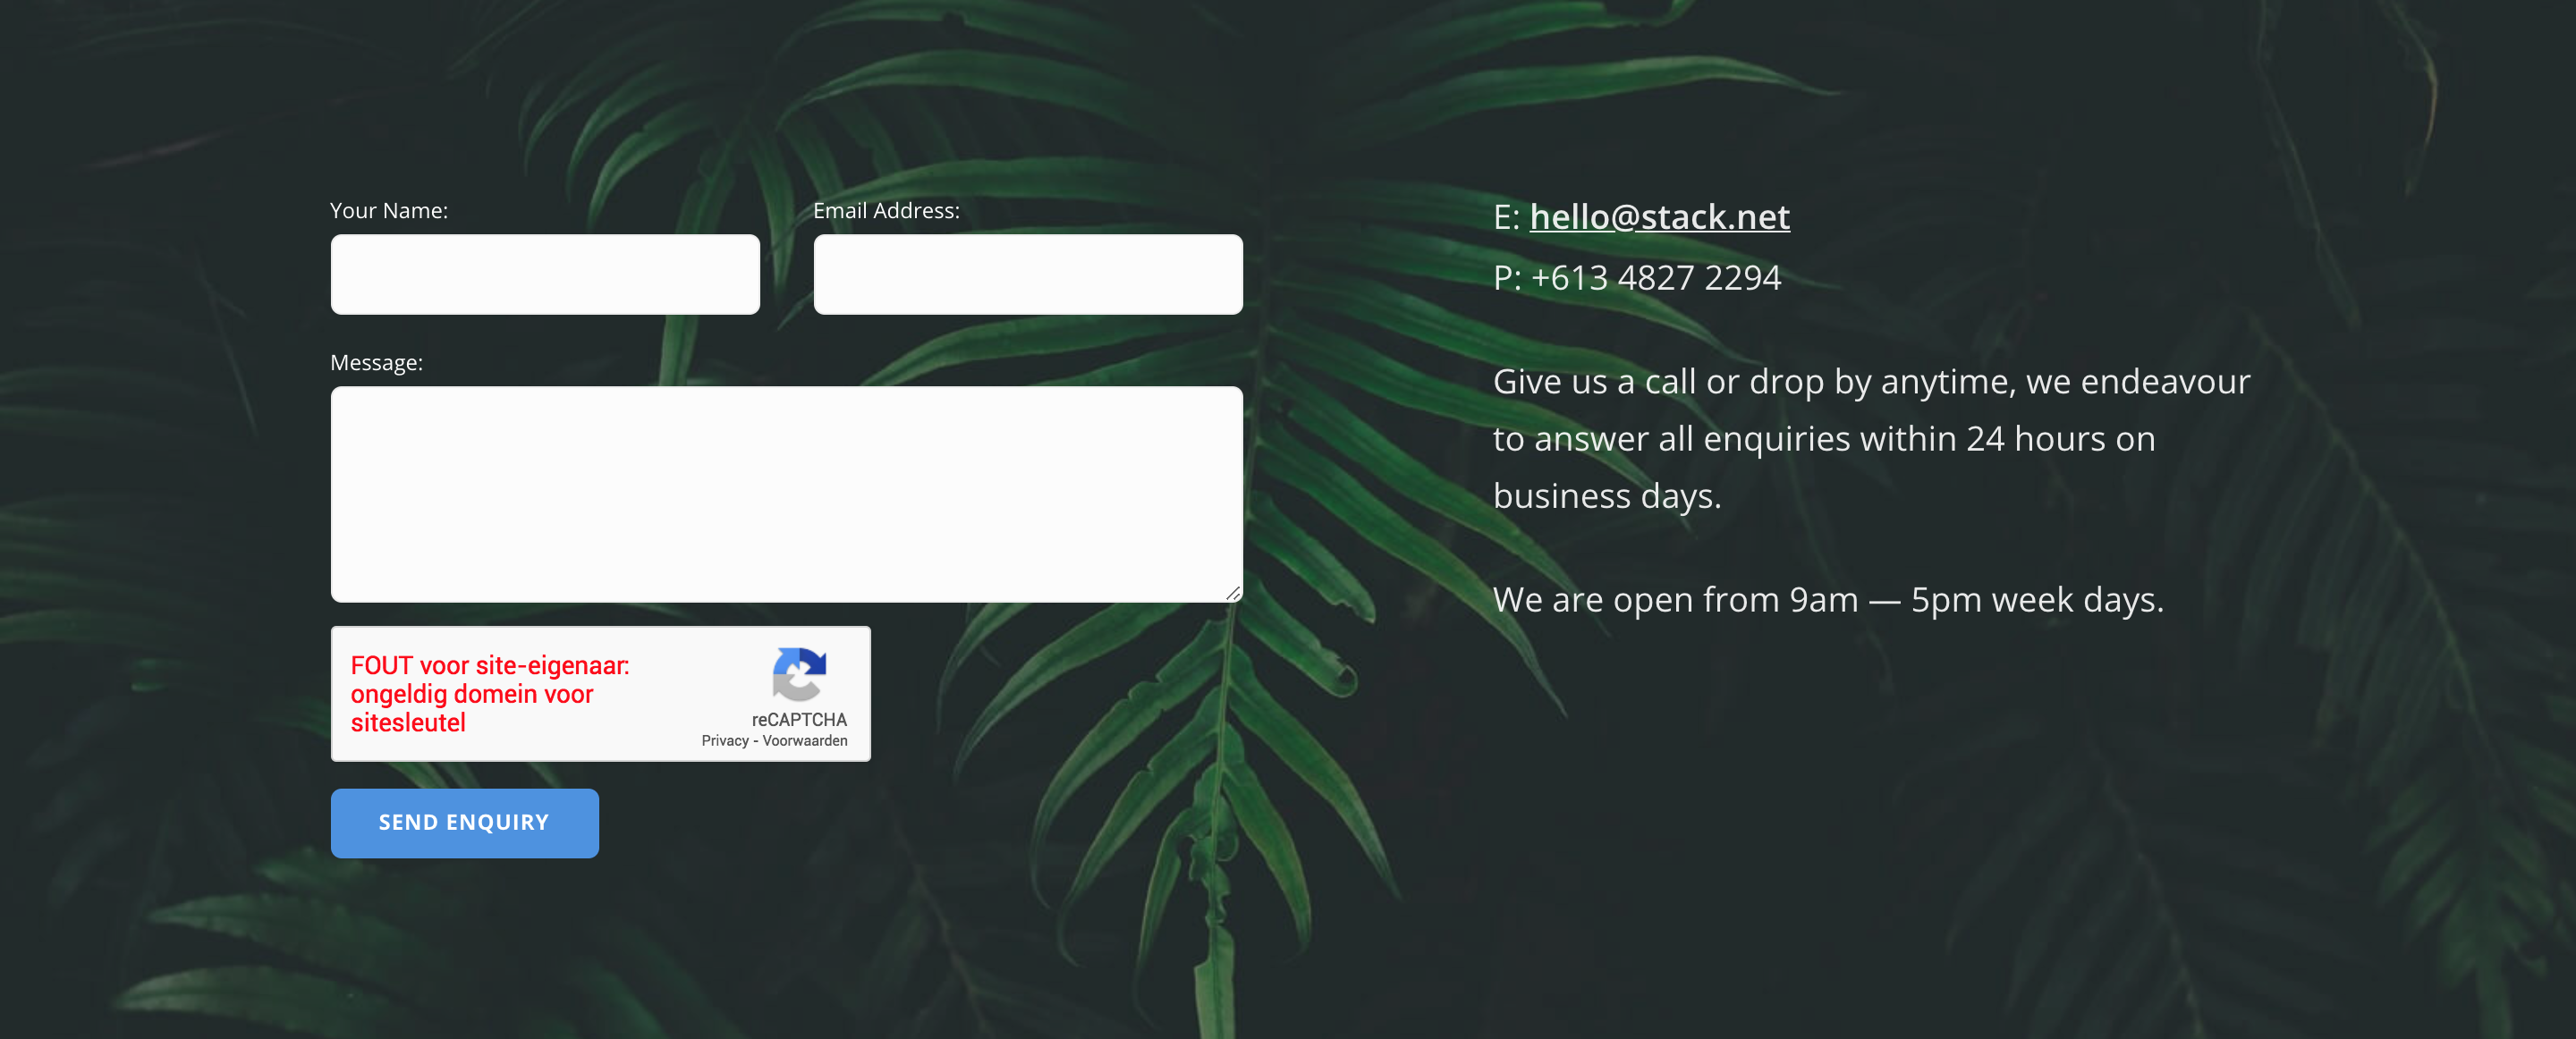 Your Name:
Email Address:
Message:
FOUT voor site-eigenaar:
ongeldig domein voor
sitesleutel
reCAPTCHA
Privacy - Voorwaarden
SEND ENQUIRY
E: hello@stack.net
P: +613 4827 2294
Give us a call or drop by anytime, we endeavour
to answer all enquiries within 24 hours on
business days.
We are open from 9am — 5pm week days.